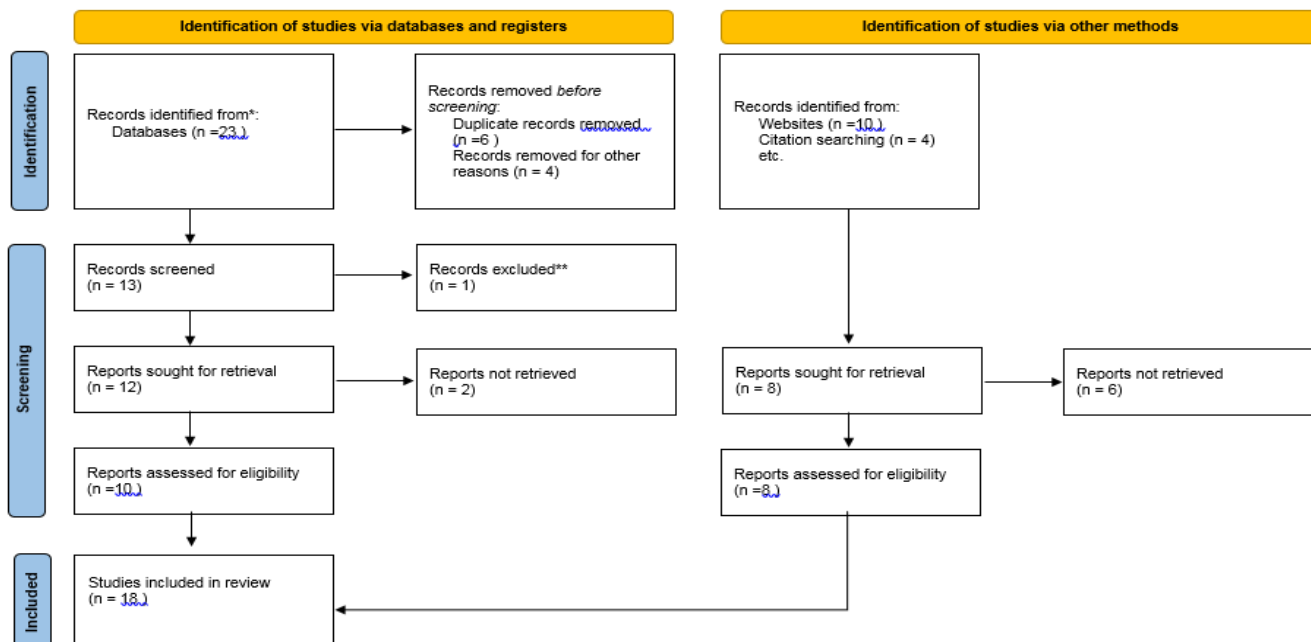 Identification of studies via databases and registers
Identification of studies via other methods
Identification
Records identified from*:
Databases (n =23 )
Records removed before
screening:
Duplicate records removed
(n =6 )
Records removed for other
reasons (n = 4)
Records identified from:
Websites (n =10 )
Citation searching (n = 4)
etc.
Screening
Records screened
(n = 13)
Records excluded**
(n = 1)
Reports sought for retrieval
(n = 12)
Reports not retrieved
(n = 2)
Reports sought for retrieval
(n = 8)
Reports not retrieved
(n = 6)
Reports assessed for eligibility
(n =10 )
Reports assessed for eligibility
(n =8 )
Included
Studies included in review
(n = 18 )